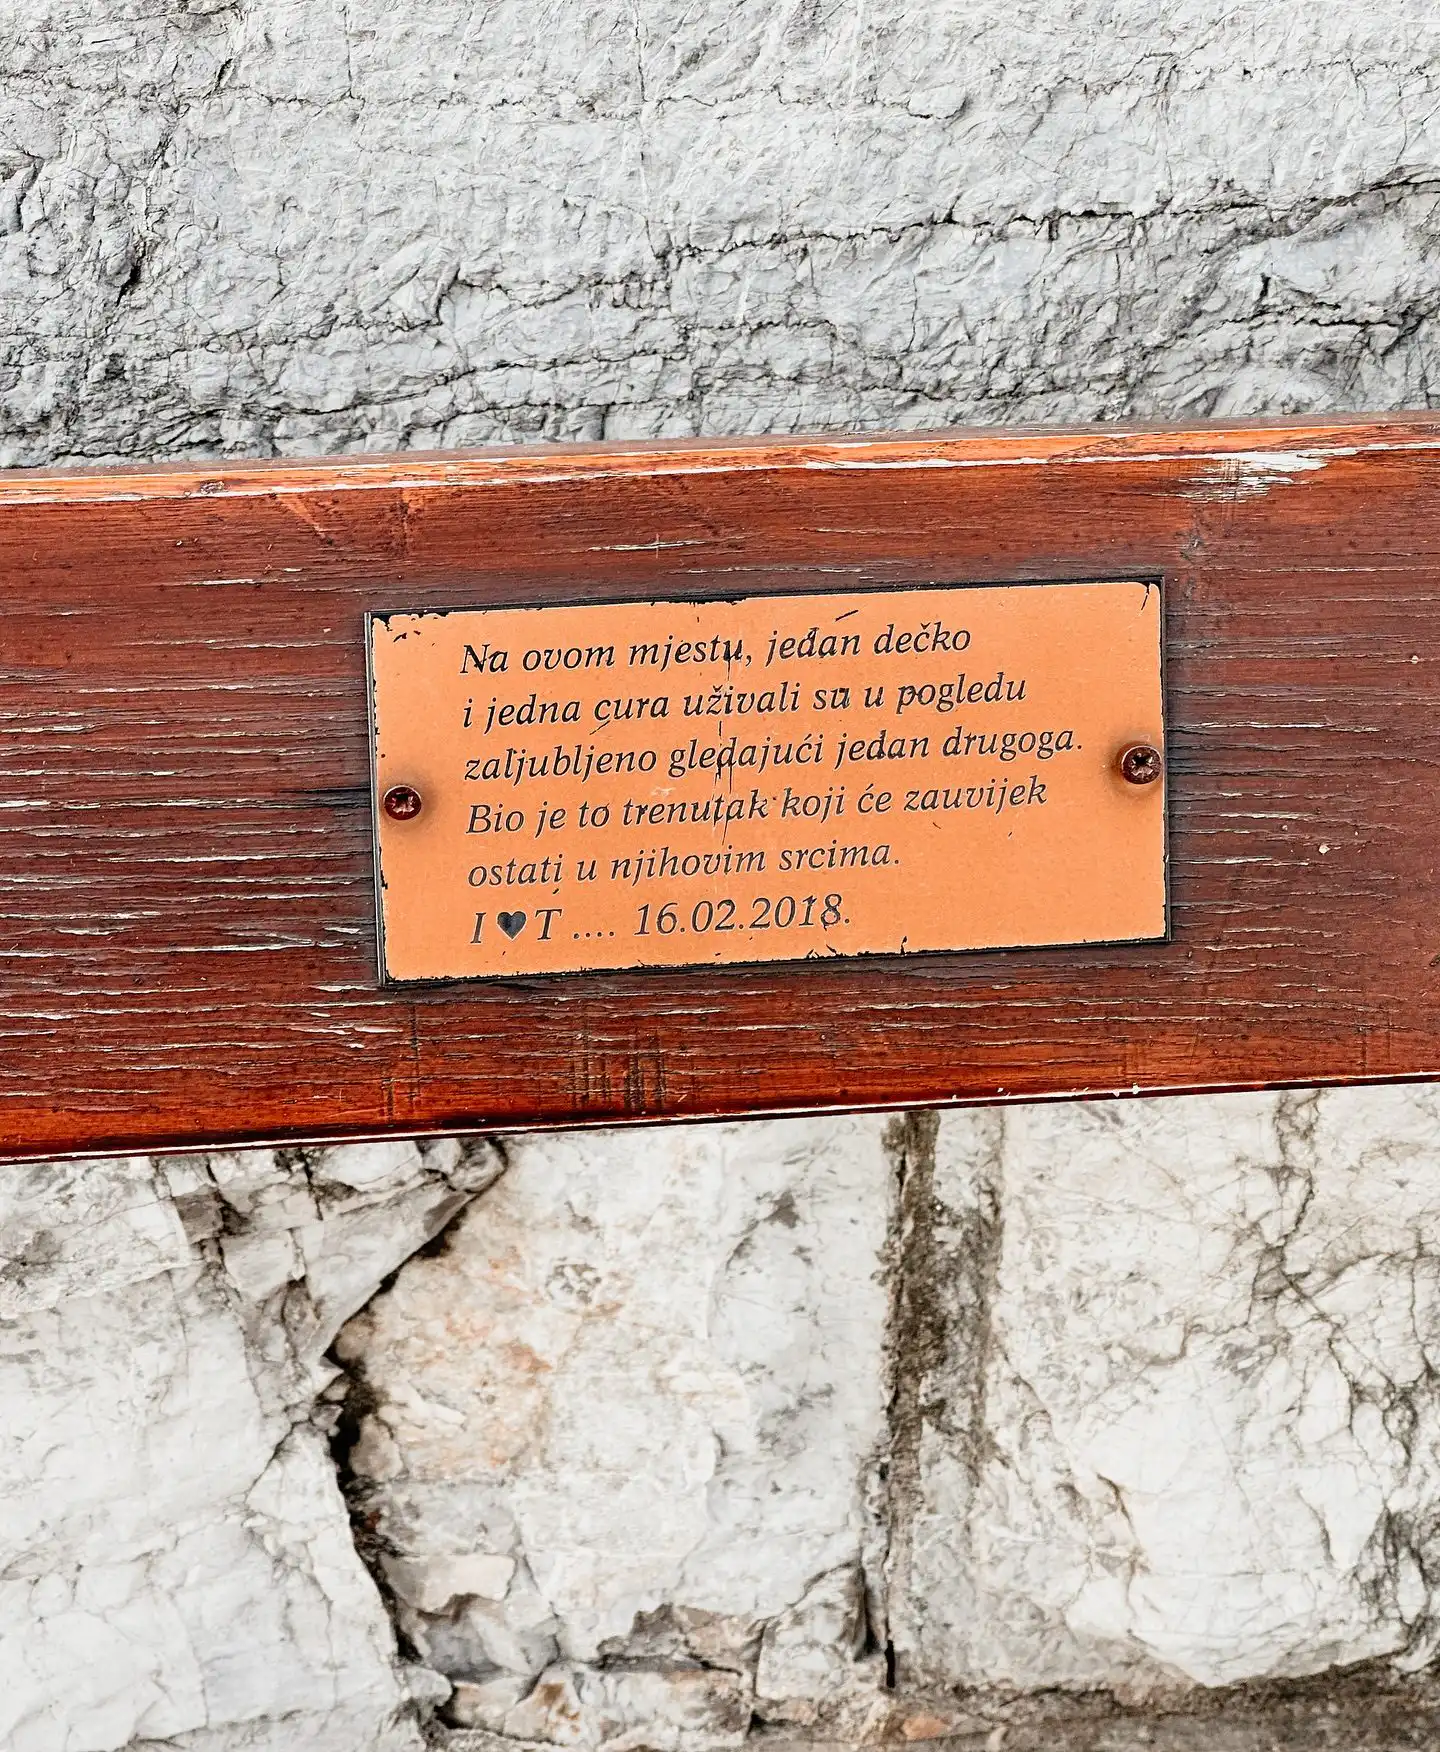 Na ovom mjestu, jedan dečko
i jedna cura uživali su u pogledu
zaljubljeno gledajući jedan drugoga.
Bio je to trenutak koji će zauvijek
ostati u njihovim srcima.
I ♥ T .... 16.02.2018.